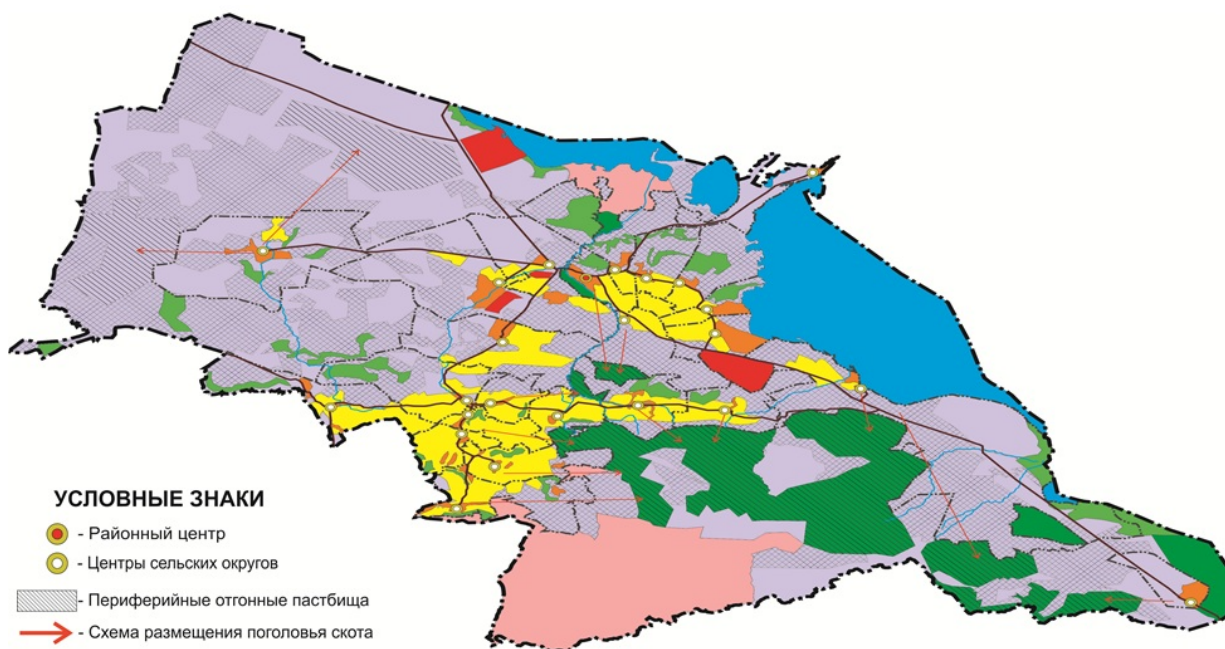 УСЛОВНЫЕ ЗНАКИ
- Районный центр
- Центры сельских округов
- Периферийные отгонные пастбища
- Схема размещения поголовья скота